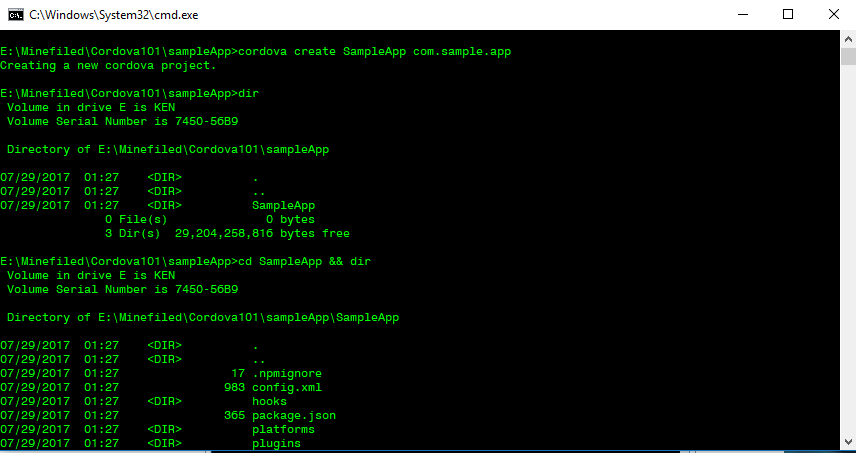 C:\Windows\System32\cmd.exe
E:\Minefiled\Cordova101\sampleApp>cordova create SampleApp com.sample.app
Creating a new cordova project.
E:\Minefiled\Cordova101\sampleApp>dir
Volume in drive E is KEN
Volume Serial Number is 7450-56B9
Directory of E:\Minefiled\Cordova101\sampleApp
07/29/2017  01:27    <DIR>          .
07/29/2017  01:27    <DIR>          ..
07/29/2017  01:27    <DIR>          SampleApp
0 File(s)              0 bytes
3 Dir(s)  29,204,258,816 bytes free
E:\Minefiled\Cordova101\sampleApp>cd SampleApp && dir
Volume in drive E is KEN
Volume Serial Number is 7450-56B9
Directory of E:\Minefiled\Cordova101\sampleApp\SampleApp
07/29/2017  01:27    <DIR>          .
07/29/2017  01:27    <DIR>          ..
07/29/2017  01:27                17 .npmignore
07/29/2017  01:27               983 config.xml
07/29/2017  01:27    <DIR>          hooks
07/29/2017  01:27               365 package.json
07/29/2017  01:27    <DIR>          platforms
07/29/2017  01:27    <DIR>          plugins